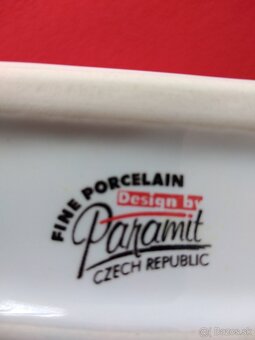 FINE PORCELAIN
Design by
Paramit
CZECH REPUBLIC
Bazos.sk